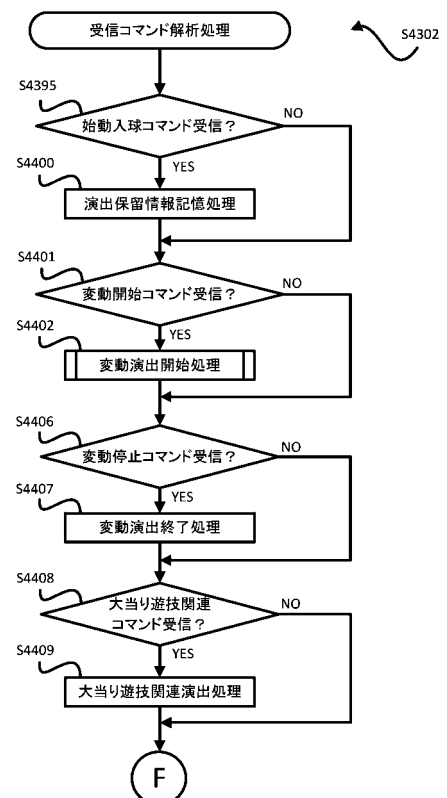 受信コマンド解析処理
S4302
S4395
始動入球コマンド受信？
NO
YES
S4400
演出保留情報記憶処理
S4401
変動開始コマンド受信？
NO
YES
S4402
変動演出開始処理
S4406
変動停止コマンド受信？
NO
YES
S4407
変動演出終了処理
S4408
大当り遊技関連
コマンド受信？
NO
YES
S4409
大当り遊技関連演出処理
F